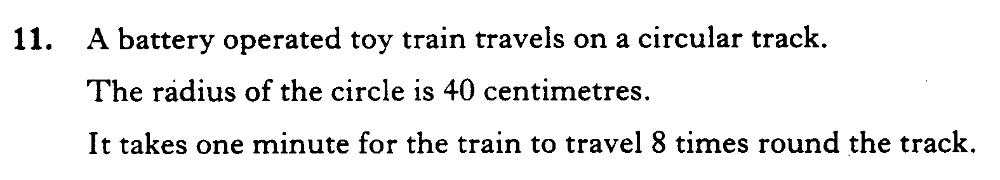 11. A battery operated toy train travels on a circular track.
The radius of the circle is 40 centimetres.
It takes one minute for the train to travel 8 times round the track.